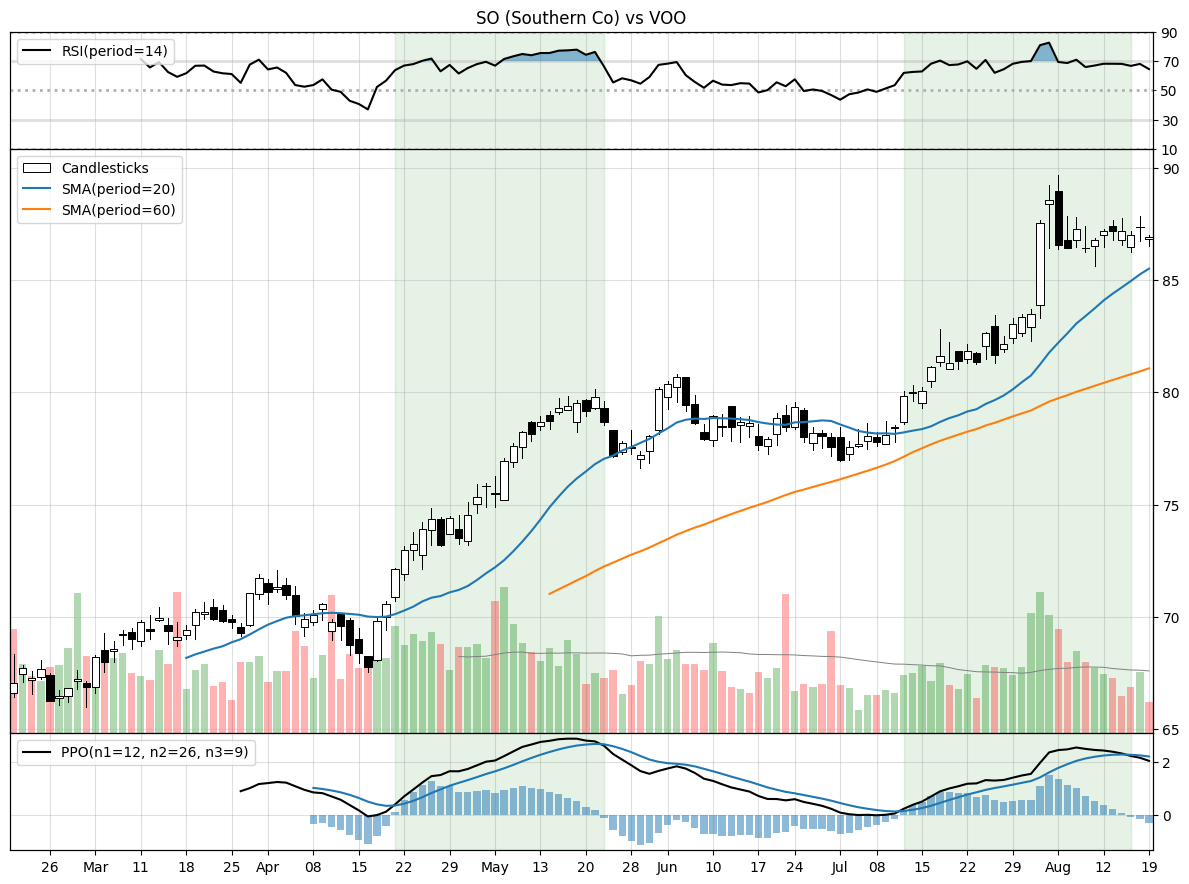 SO (Southern Co) vs VOO
RSI(period=14)
90
70
50
30
10
Candlesticks
SMA(period=20)
SMA(period=60)
90
85
80
75
70
65
PPO(n1=12, n2=26, n3=9)
2
0
26 Mar 11 18 25 Apr 08 15 22 29 May 13 20 28 Jun 10 17 24 Jul 08 15 22 29 Aug 12 19